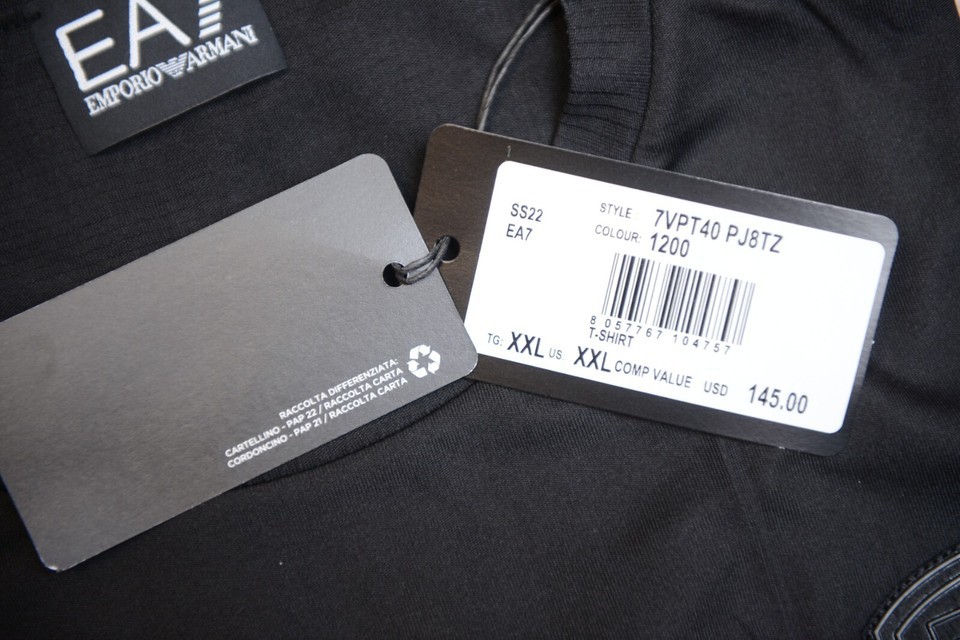 EA7
EMPORIO ARMANI
SS22
EA7
STYLE: 7VPT40 PJ8TZ
COLOUR: 1200
8 057767 104757
T-SHIRT
TG: XXL US XXL COMP VALUE USD 145.00
RACCOLTA DIFFERENZIATA:
CARTELLINO - PAP 22 / RACCOLTA CARTA
CORDONCINO - PAP 21 / RACCOLTA CARTA